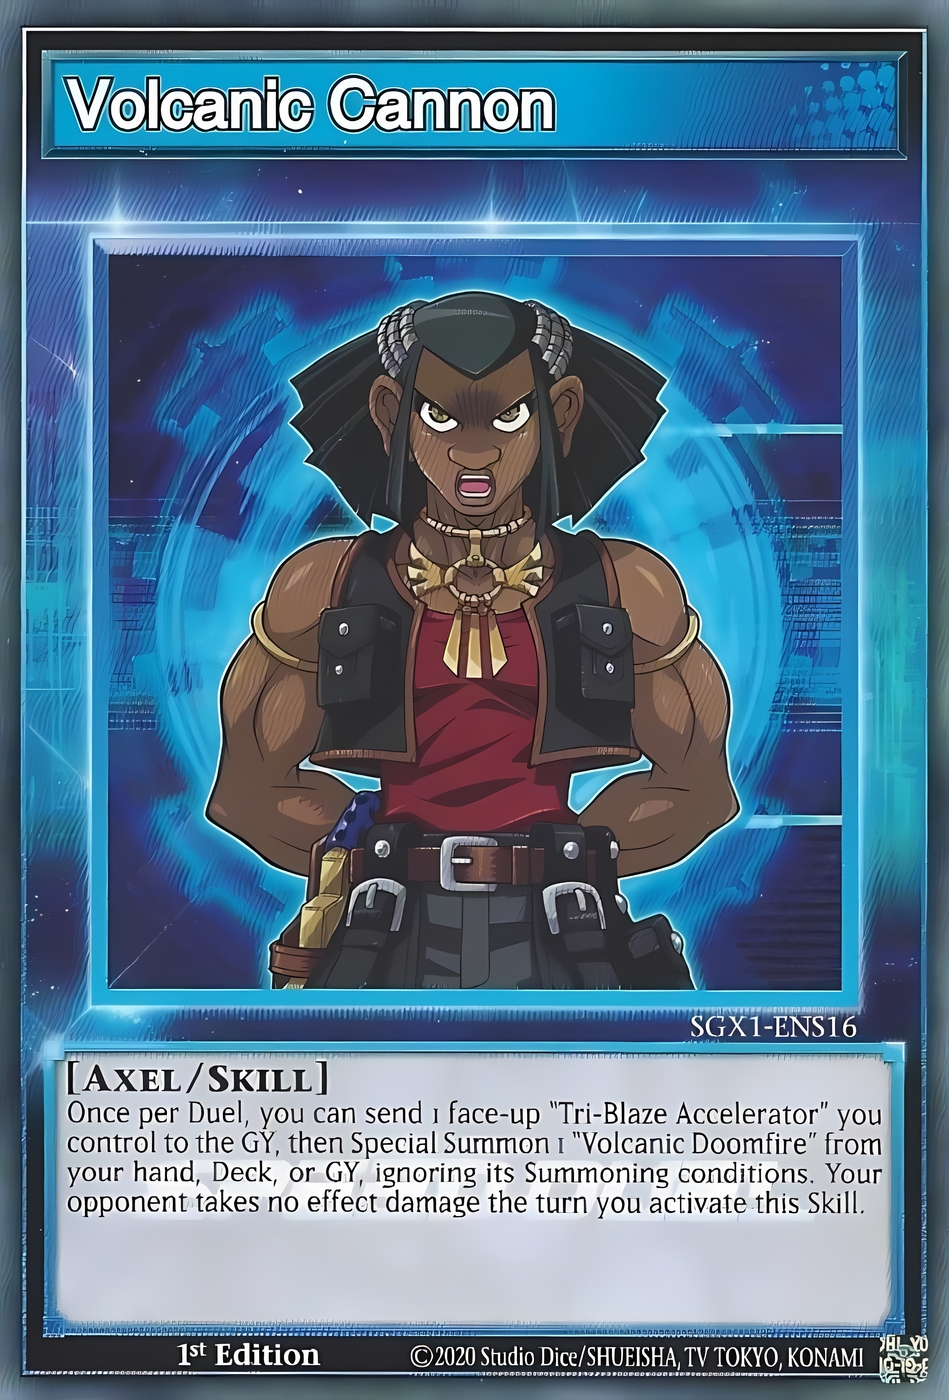 Volcanic Cannon
SGX1-ENS16
[AXEL/SKILL]
Once per Duel, you can send 1 face-up "Tri-Blaze Accelerator" you
control to the GY, then Special Summon 1 "Volcanic Doomfire" from
your hand, Deck, or GY, ignoring its Summoning conditions. Your
opponent takes no effect damage the turn you activate this Skill.
1st Edition
©2020 Studio Dice/SHUEISHA, TV TOKYO, KONAMI